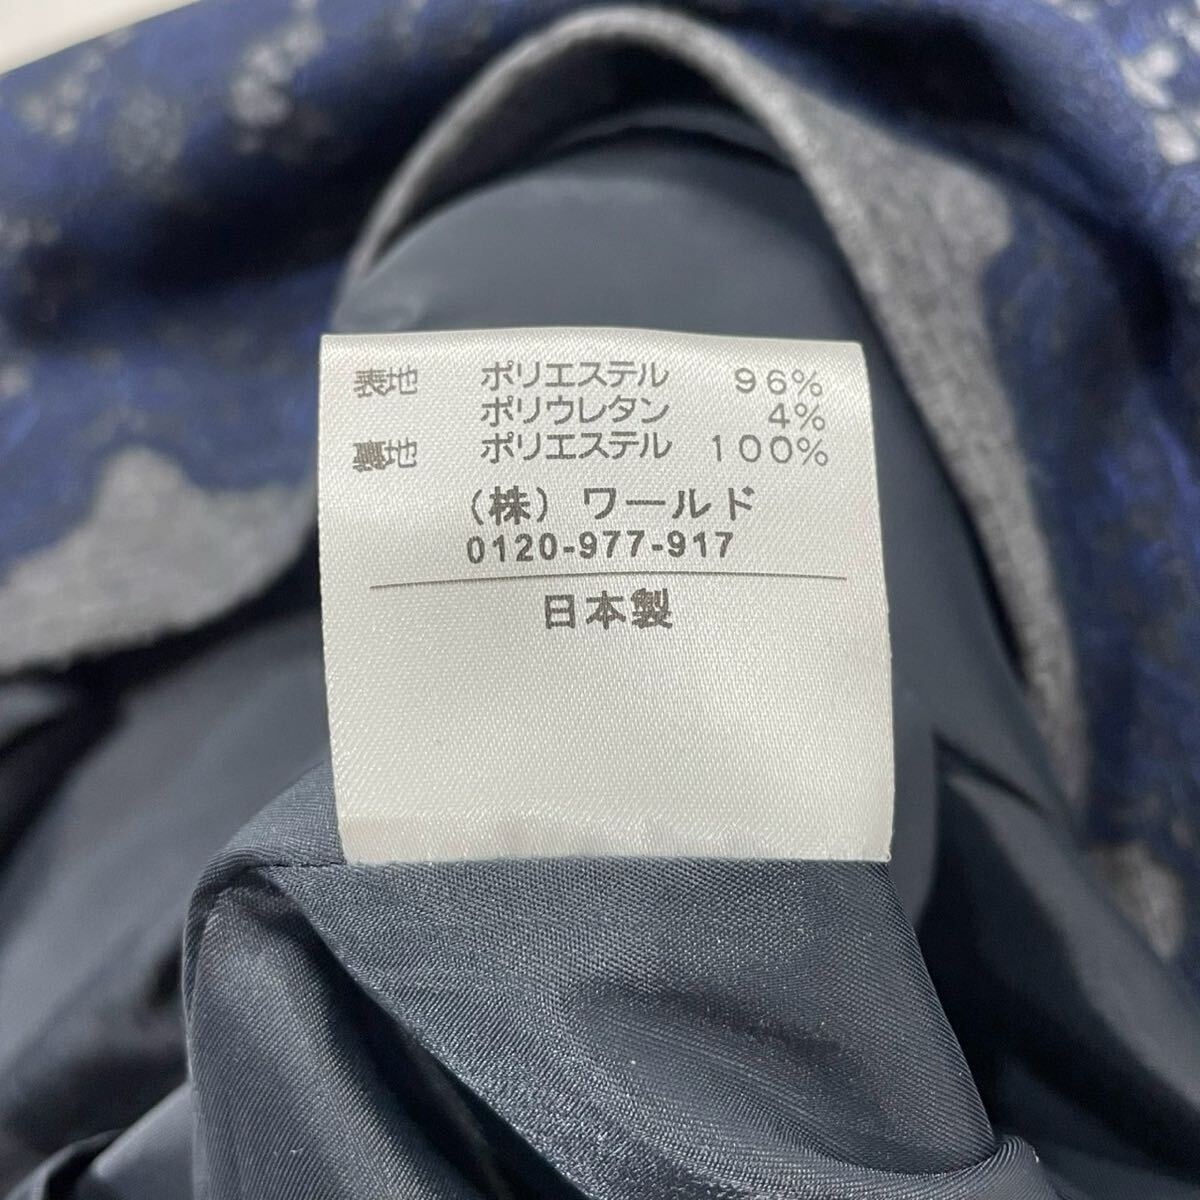 表地 ポリエステル 96%
ポリウレタン 4%
裏地 ポリエステル 100%
(株) ワールド
0120-977-917
日本製